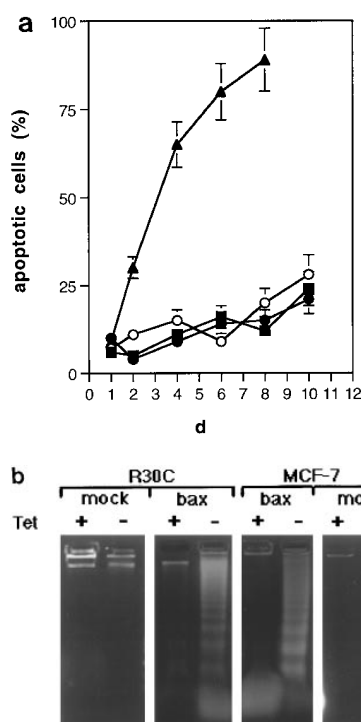 a
apoptotic cells (%)
100
75
50
25
0
0 1 2 3 4 5 6 7 8 9 10 11 12
d
b
R30C MCF-7
mock bax bax mo
Tet + - + - + - +